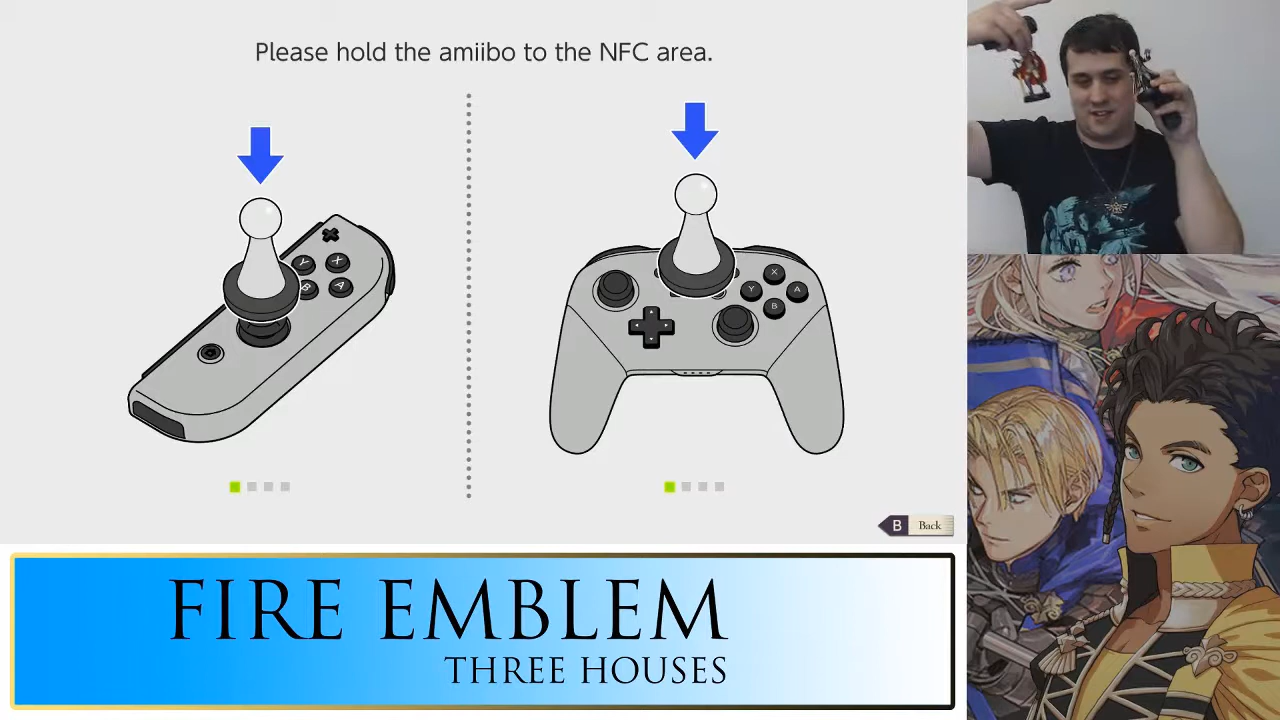 Please hold the amiibo to the NFC area.
Y X
B A
X
Y A
B
B Back
FIRE EMBLEM
THREE HOUSES